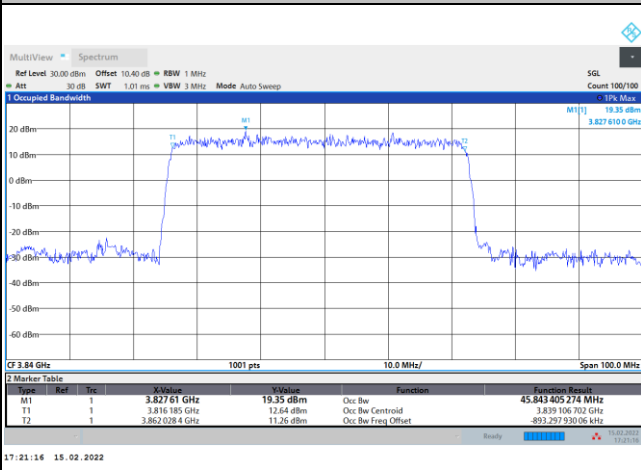 MultiView Spectrum
Ref Level 30.00 dBm Offset 10.40 dB RBW 1 MHz SGL
Att 30 dB SWT 1.01 ms VBW 3 MHz Mode Auto Sweep Count 100/100
1 Occupied Bandwidth 1Pk Max
M1[1] 19.35 dBm
3.827 610 0 GHz
M1
T1
T2
20 dBm
10 dBm
0 dBm
-10 dBm
-20 dBm
-30 dBm
-40 dBm
-50 dBm
-60 dBm
CF 3.84 GHz 1001 pts 10.0 MHz/ Span 100.0 MHz
2 Marker Table
Type Ref Trc X-Value Y-Value Function Function Result
M1 1 3.827 61 GHz 19.35 dBm Occ Bw 45.843 405 274 MHz
T1 1 3.816 185 GHz 12.64 dBm Occ Bw Centroid 3.839 106 702 GHz
T2 1 3.862 028 4 GHz 11.26 dBm Occ Bw Freq Offset -893.297 930 06 kHz
Ready 15.02.2022
17:21:16
17:21:16 15.02.2022